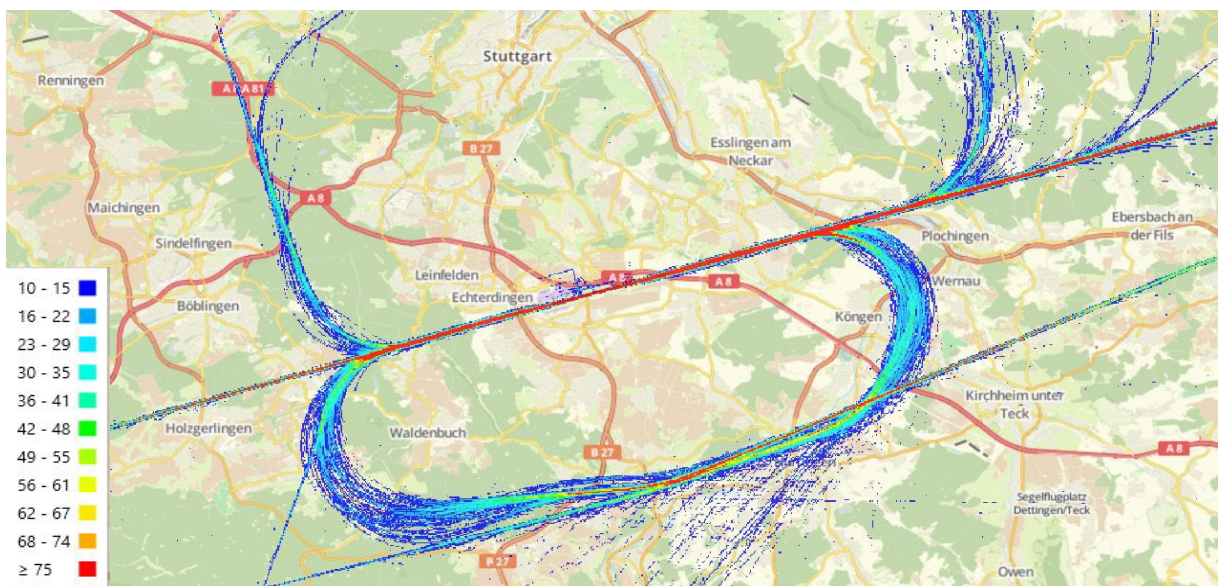 Stuttgart
Renningen
A 81
B 27
Esslingen am
Neckar
Maichingen
A 8
Ebersbach an
der Fils
Sindelfingen
Plochingen
Leinfelden
A 8
Wernau
10 - 15
Böblingen
Echterdingen
A 8
16 - 22
Köngen
23 - 29
30 - 35
Kirchheim unter
Teck
36 - 41
Holzgerlingen
Waldenbuch
42 - 48
B 27
A 8
49 - 55
56 - 61
Segelflugplatz
Dettingen/Teck
62 - 67
68 - 74
B 27
≥ 75
Owen